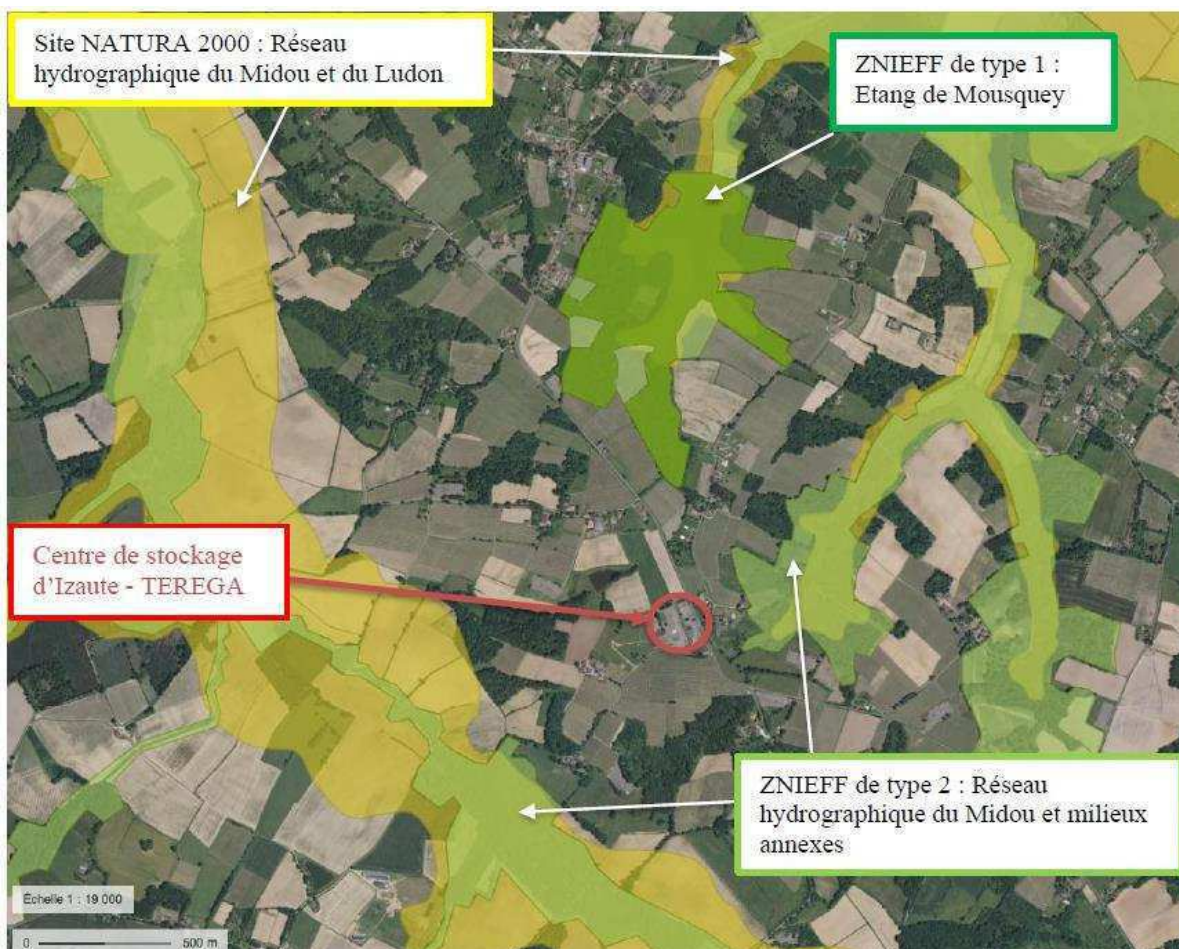 Site NATURA 2000 : Réseau
hydrographique du Midou et du Ludon
ZNIEFF de type 1 :
Etang de Mousquey
Centre de stockage
d’Izaute - TEREGA
ZNIEFF de type 2 : Réseau
hydrographique du Midou et milieux
annexes
Échelle 1 : 19 000
0 500 m